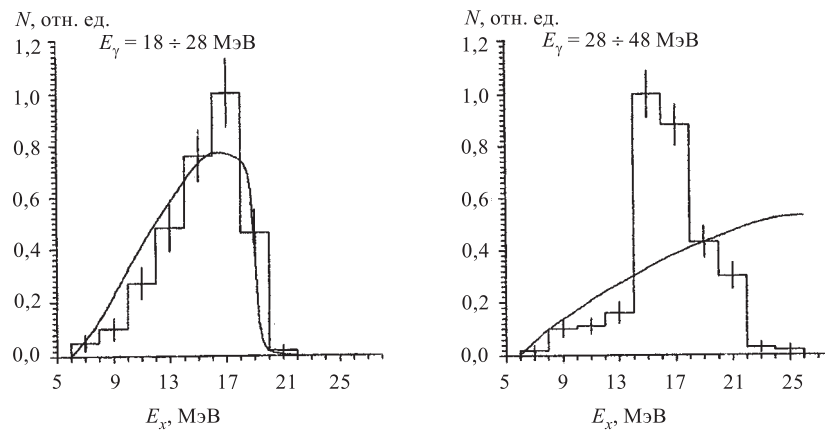 N, отн. ед.
E_γ = 18 ÷ 28 МэВ
1,2
1,0
0,8
0,6
0,4
0,2
0,0
5 9 13 17 21 25
E_x, МэВ
N, отн. ед.
E_γ = 28 ÷ 48 МэВ
1,2
1,0
0,8
0,6
0,4
0,2
0,0
5 9 13 17 21 25
E_x, МэВ